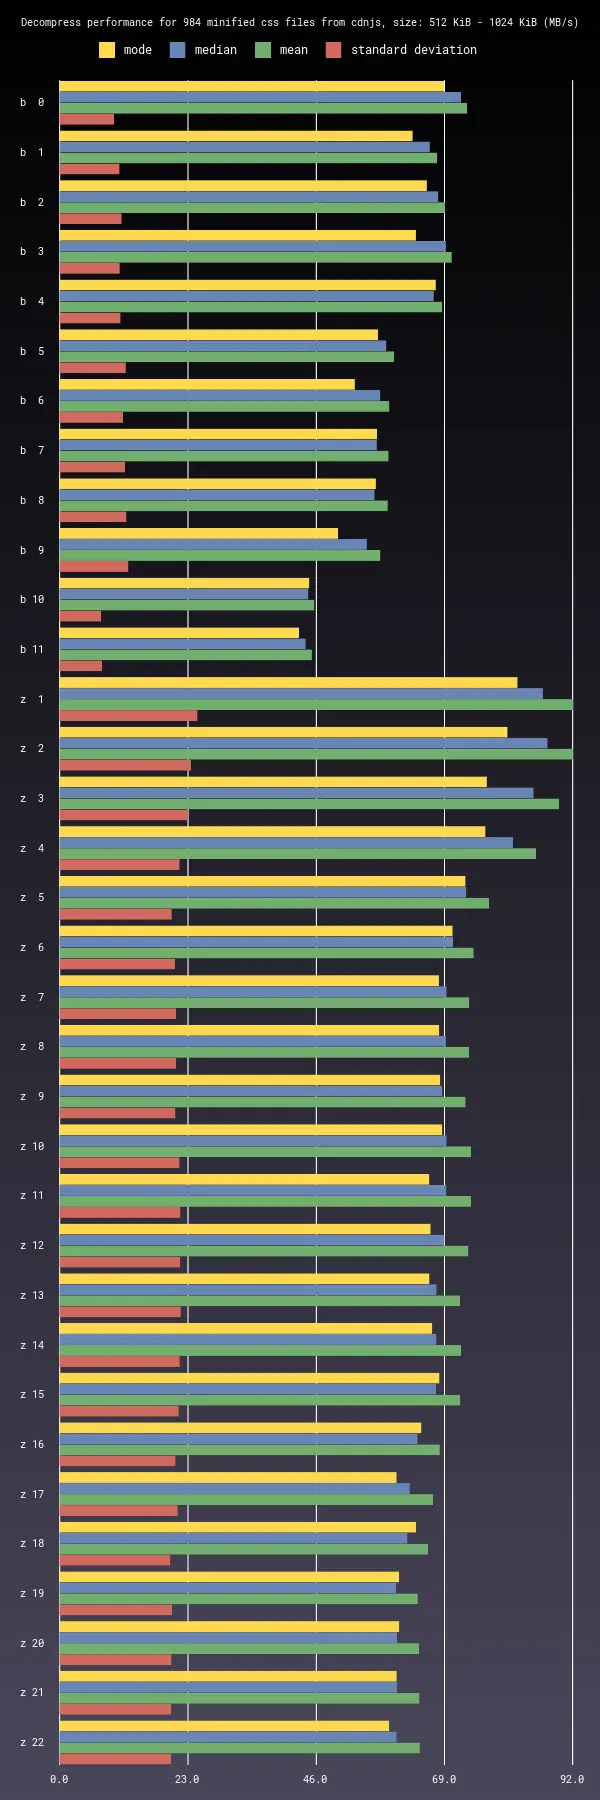 Decompress performance for 984 minified css files from cdnjs, size: 512 KiB - 1024 KiB (MB/s)
mode median mean standard deviation
b 0
b 1
b 2
b 3
b 4
b 5
b 6
b 7
b 8
b 9
b 10
b 11
z 1
z 2
z 3
z 4
z 5
z 6
z 7
z 8
z 9
z 10
z 11
z 12
z 13
z 14
z 15
z 16
z 17
z 18
z 19
z 20
z 21
z 22
0.0 23.0 46.0 69.0 92.0